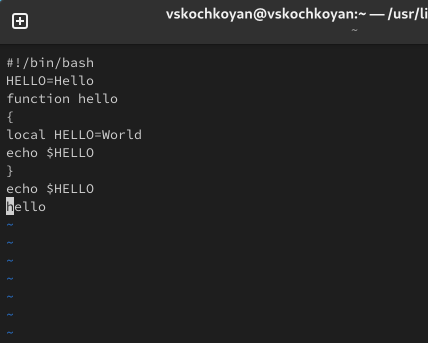 vskochkoyan@vskochkoyan:~ — /usr/li
~
#!/bin/bash
HELLO=Hello
function hello
{
local HELLO=World
echo $HELLO
}
echo $HELLO
hello
~
~
~
~
~
~
~